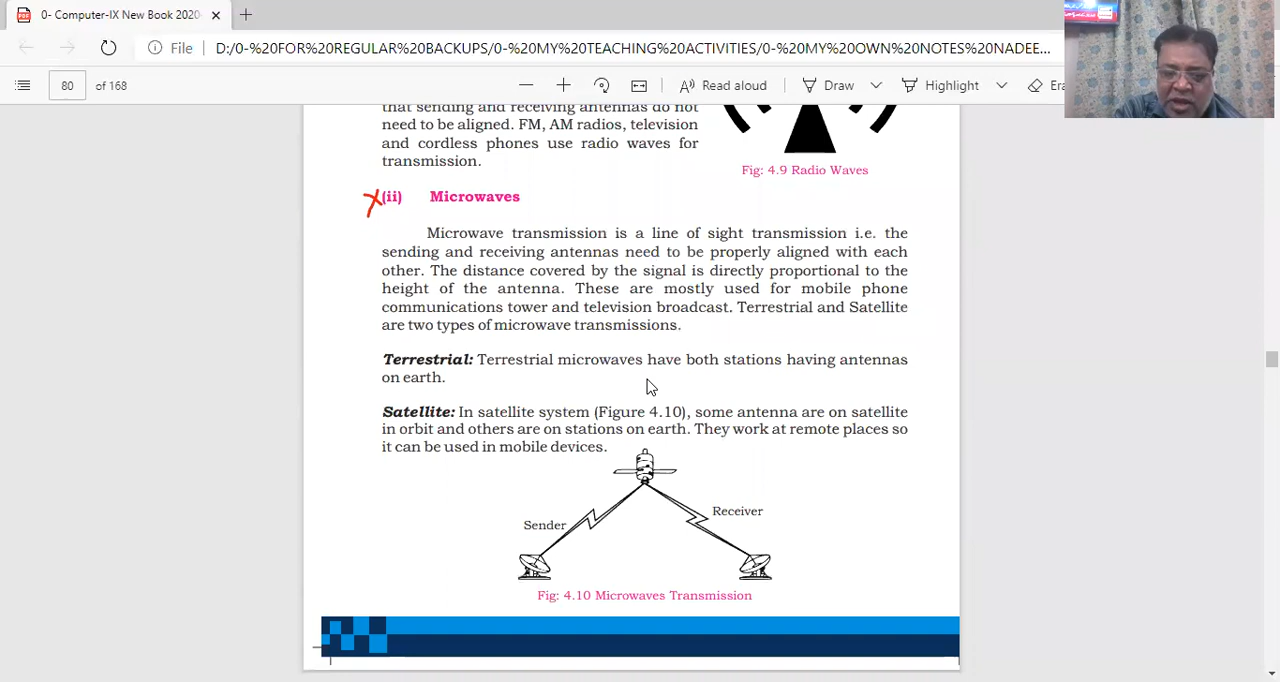 0- Computer-IX New Book 2020-
File
D:/0-%20FOR%20REGULAR%20BACKUPS/0-%20MY%20TEACHING%20ACTIVITIES/0-%20MY%20OWN%20NOTES%20NADEE...
80 of 168
Read aloud
Draw
Highlight
Era
that sending and receiving antennas do not
need to be aligned. FM, AM radios, television
and cordless phones use radio waves for
transmission.
Fig: 4.9 Radio Waves
(ii) Microwaves
Microwave transmission is a line of sight transmission i.e. the
sending and receiving antennas need to be properly aligned with each
other. The distance covered by the signal is directly proportional to the
height of the antenna. These are mostly used for mobile phone
communications tower and television broadcast. Terrestrial and Satellite
are two types of microwave transmissions.
Terrestrial: Terrestrial microwaves have both stations having antennas
on earth.
Satellite: In satellite system (Figure 4.10), some antenna are on satellite
in orbit and others are on stations on earth. They work at remote places so
it can be used in mobile devices.
Sender
Receiver
Fig: 4.10 Microwaves Transmission